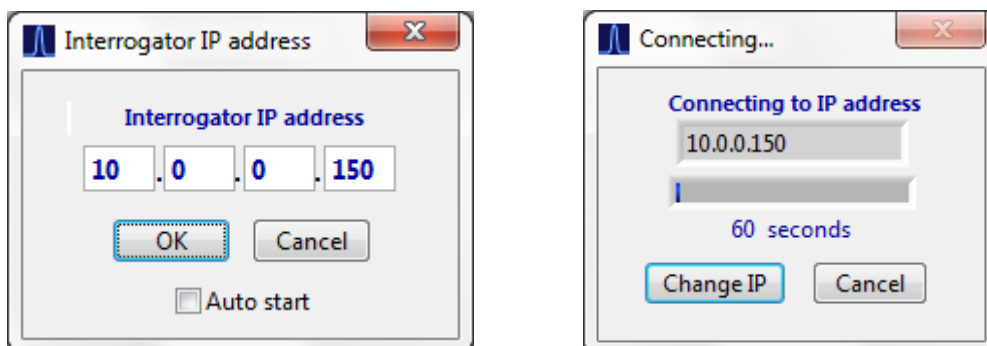 Interrogator IP address
Interrogator IP address
10 . 0 . 0 . 150
OK Cancel
Auto start
Connecting...
Connecting to IP address
10.0.0.150
60 seconds
Change IP Cancel